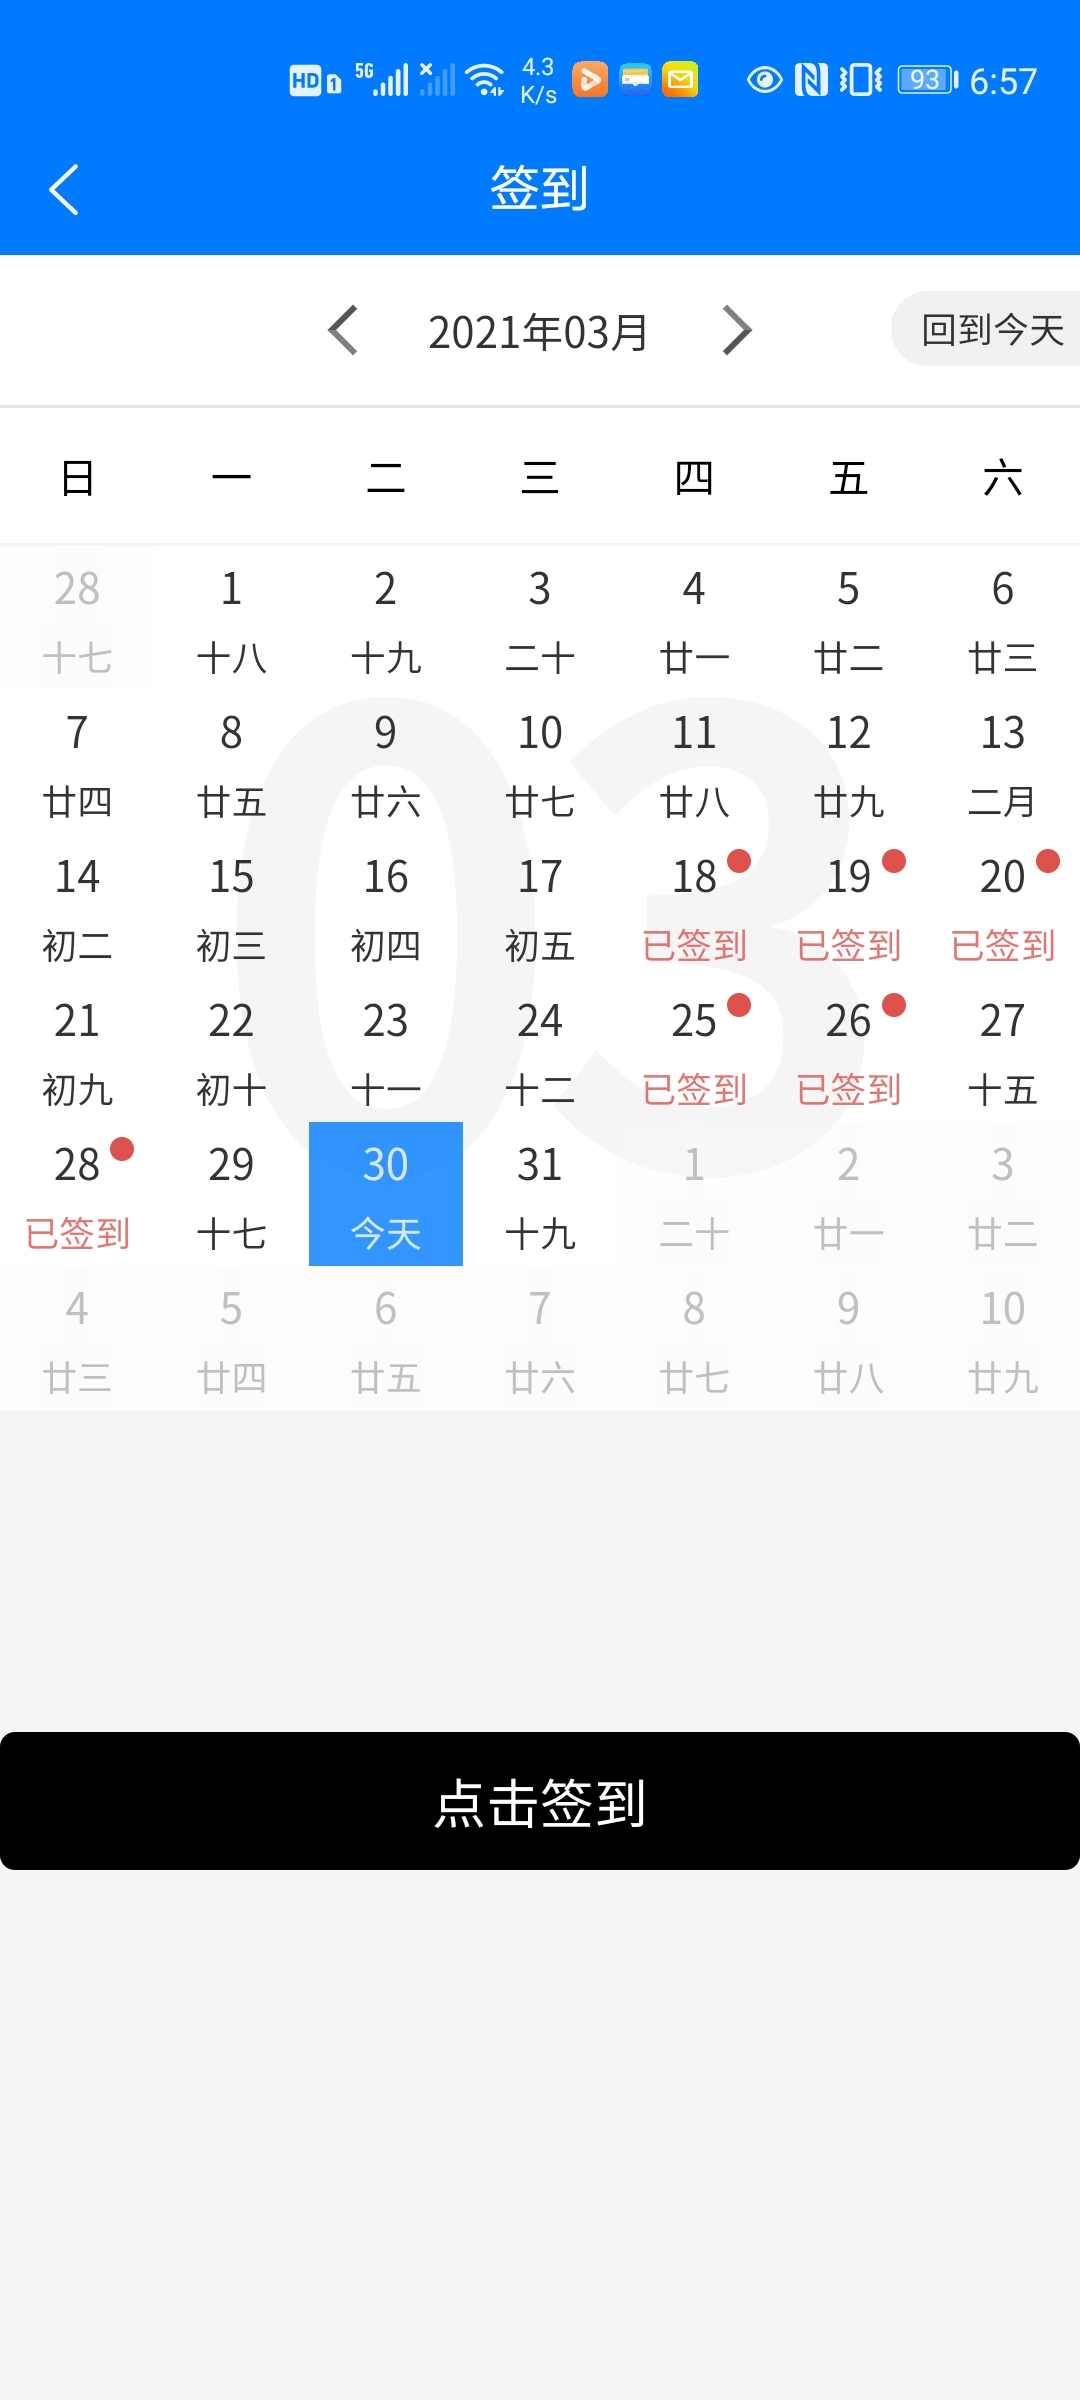 HD 1 5G 4.3 K/s 93 6:57
签到
2021年03月 回到今天
日 一 二 三 四 五 六
28 1 2 3 4 5 6
十七 十八 十九 二十 廿一 廿二 廿三
7 8 9 10 11 12 13
廿四 廿五 廿六 廿七 廿八 廿九 二月
03
14 15 16 17 18 19 20
初二 初三 初四 初五 已签到 已签到 已签到
21 22 23 24 25 26 27
初九 初十 十一 十二 已签到 已签到 十五
28 29 30 31 1 2 3
已签到 十七 今天 十九 二十 廿一 廿二
4 5 6 7 8 9 10
廿三 廿四 廿五 廿六 廿七 廿八 廿九
点击签到